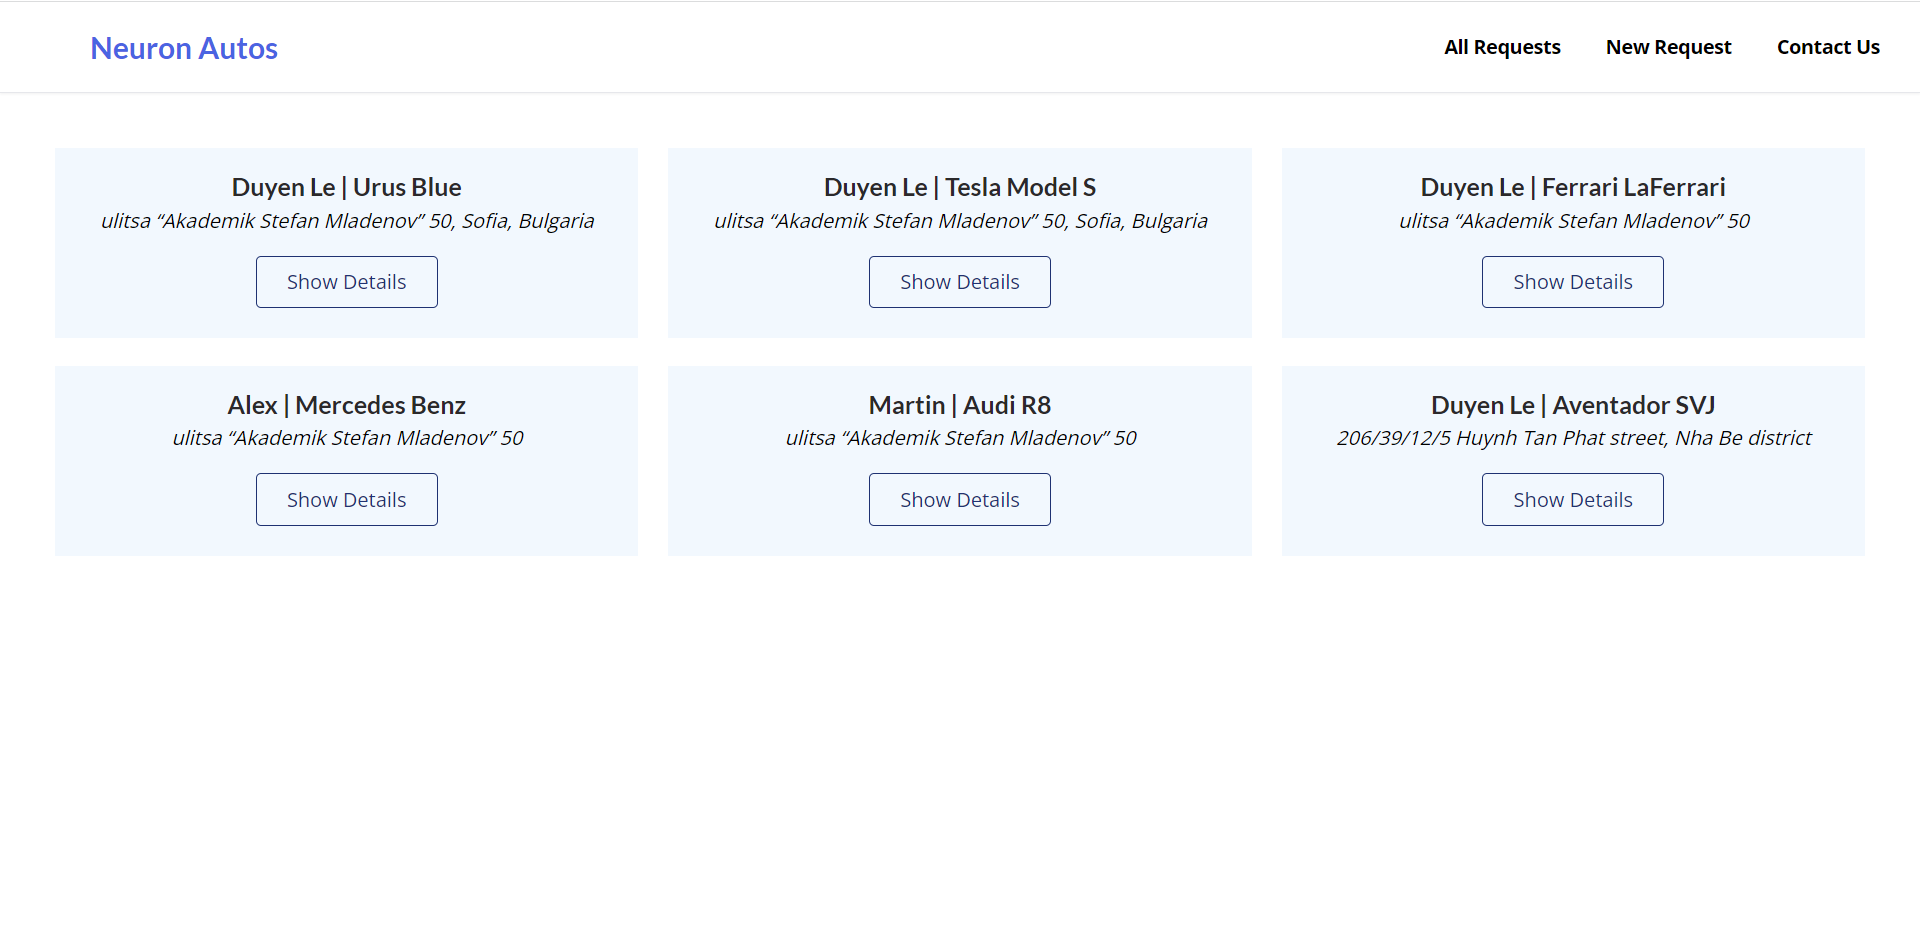 Neuron Autos
All Requests
New Request
Contact Us
Duyen Le | Urus Blue
ulitsa “Akademik Stefan Mladenov” 50, Sofia, Bulgaria
Show Details
Duyen Le | Tesla Model S
ulitsa “Akademik Stefan Mladenov” 50, Sofia, Bulgaria
Show Details
Duyen Le | Ferrari LaFerrari
ulitsa “Akademik Stefan Mladenov” 50
Show Details
Alex | Mercedes Benz
ulitsa “Akademik Stefan Mladenov” 50
Show Details
Martin | Audi R8
ulitsa “Akademik Stefan Mladenov” 50
Show Details
Duyen Le | Aventador SVJ
206/39/12/5 Huynh Tan Phat street, Nha Be district
Show Details